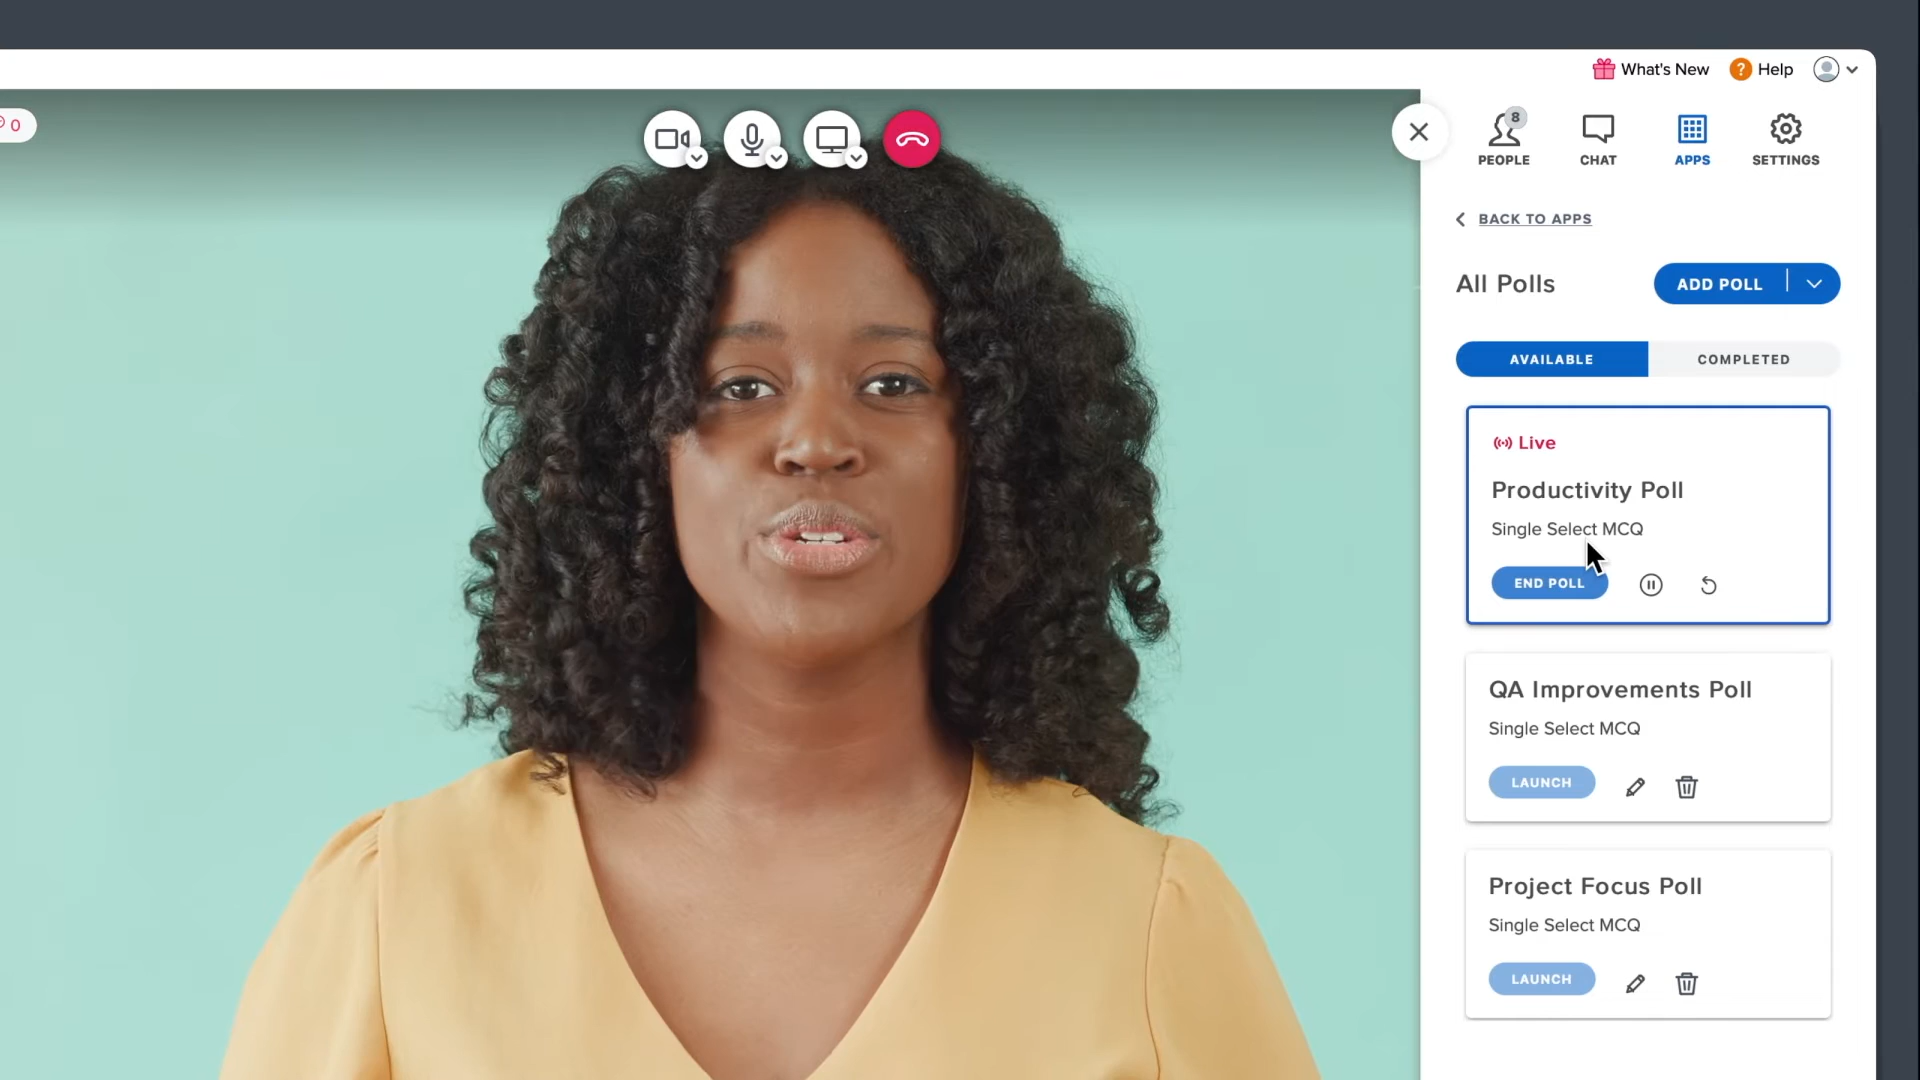 What's New
? Help
0
8
PEOPLE
CHAT
APPS
SETTINGS
BACK TO APPS
All Polls
ADD POLL
AVAILABLE
COMPLETED
Live
Productivity Poll
Single Select MCQ
END POLL
QA Improvements Poll
Single Select MCQ
LAUNCH
Project Focus Poll
Single Select MCQ
LAUNCH